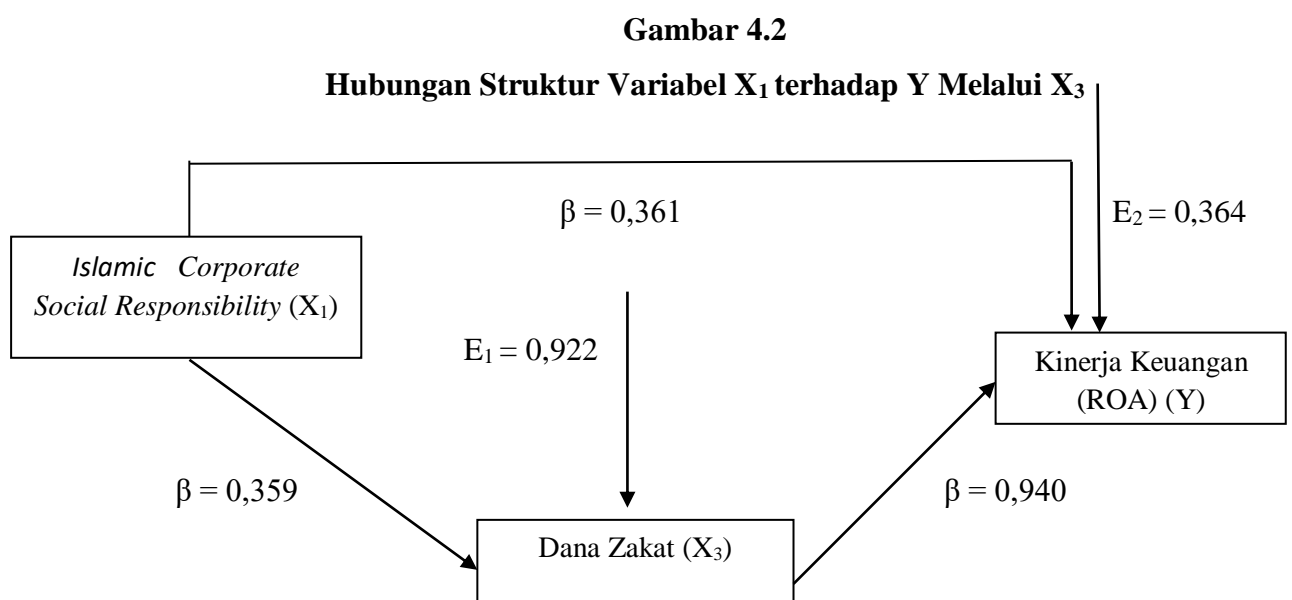 Gambar 4.2
Hubungan Struktur Variabel X₁ terhadap Y Melalui X₃
β = 0,361
E₂ = 0,364
Islamic Corporate
Social Responsibility (X₁)
E₁ = 0,922
Kinerja Keuangan
(ROA) (Y)
β = 0,359
β = 0,940
Dana Zakat (X₃)